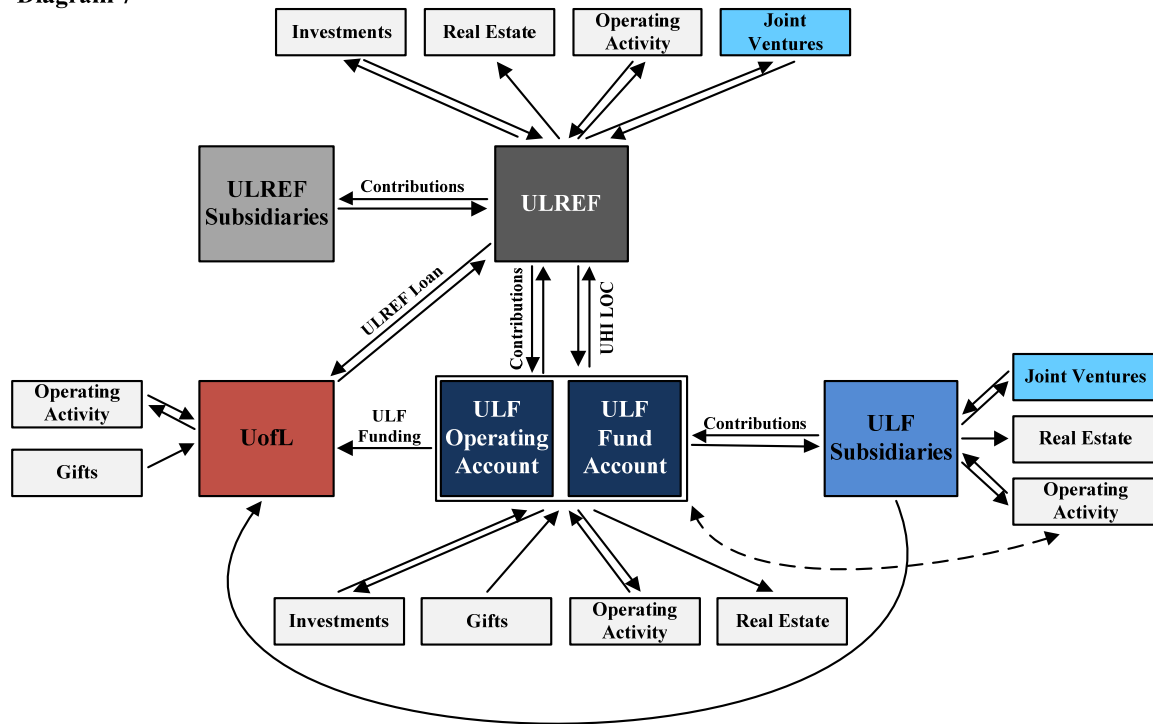 Diagram 7
Investments
Real Estate
Operating
Activity
Joint
Ventures
ULREF
Subsidiaries
Contributions
ULREF
ULREF Loan
Contributions
UHI LOC
Operating
Activity
Gifts
UofL
ULF
Funding
ULF
Operating
Account
ULF
Fund
Account
Contributions
ULF
Subsidiaries
Joint Ventures
Real Estate
Operating
Activity
Investments
Gifts
Operating
Activity
Real Estate